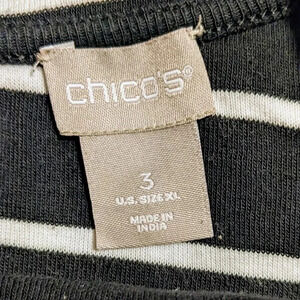 chico's®
3
U.S. SIZE XL
MADE IN
INDIA